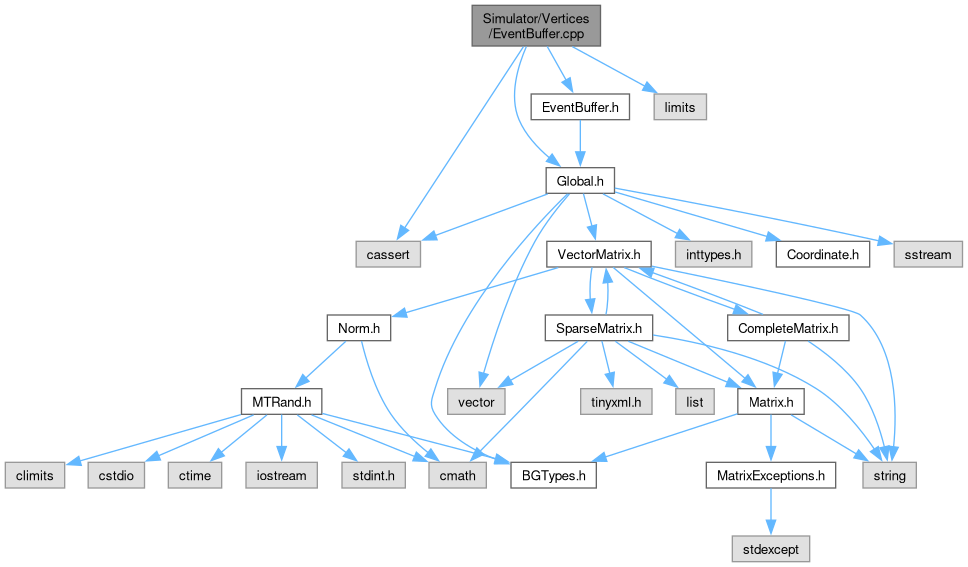 Simulator/Vertices
/EventBuffer.cpp
EventBuffer.h
limits
Global.h
cassert
VectorMatrix.h
inttypes.h
Coordinate.h
sstream
Norm.h
SparseMatrix.h
CompleteMatrix.h
MTRand.h
vector
tinyxml.h
list
Matrix.h
climits
cstdio
ctime
iostream
stdint.h
cmath
BGTypes.h
MatrixExceptions.h
string
stdexcept